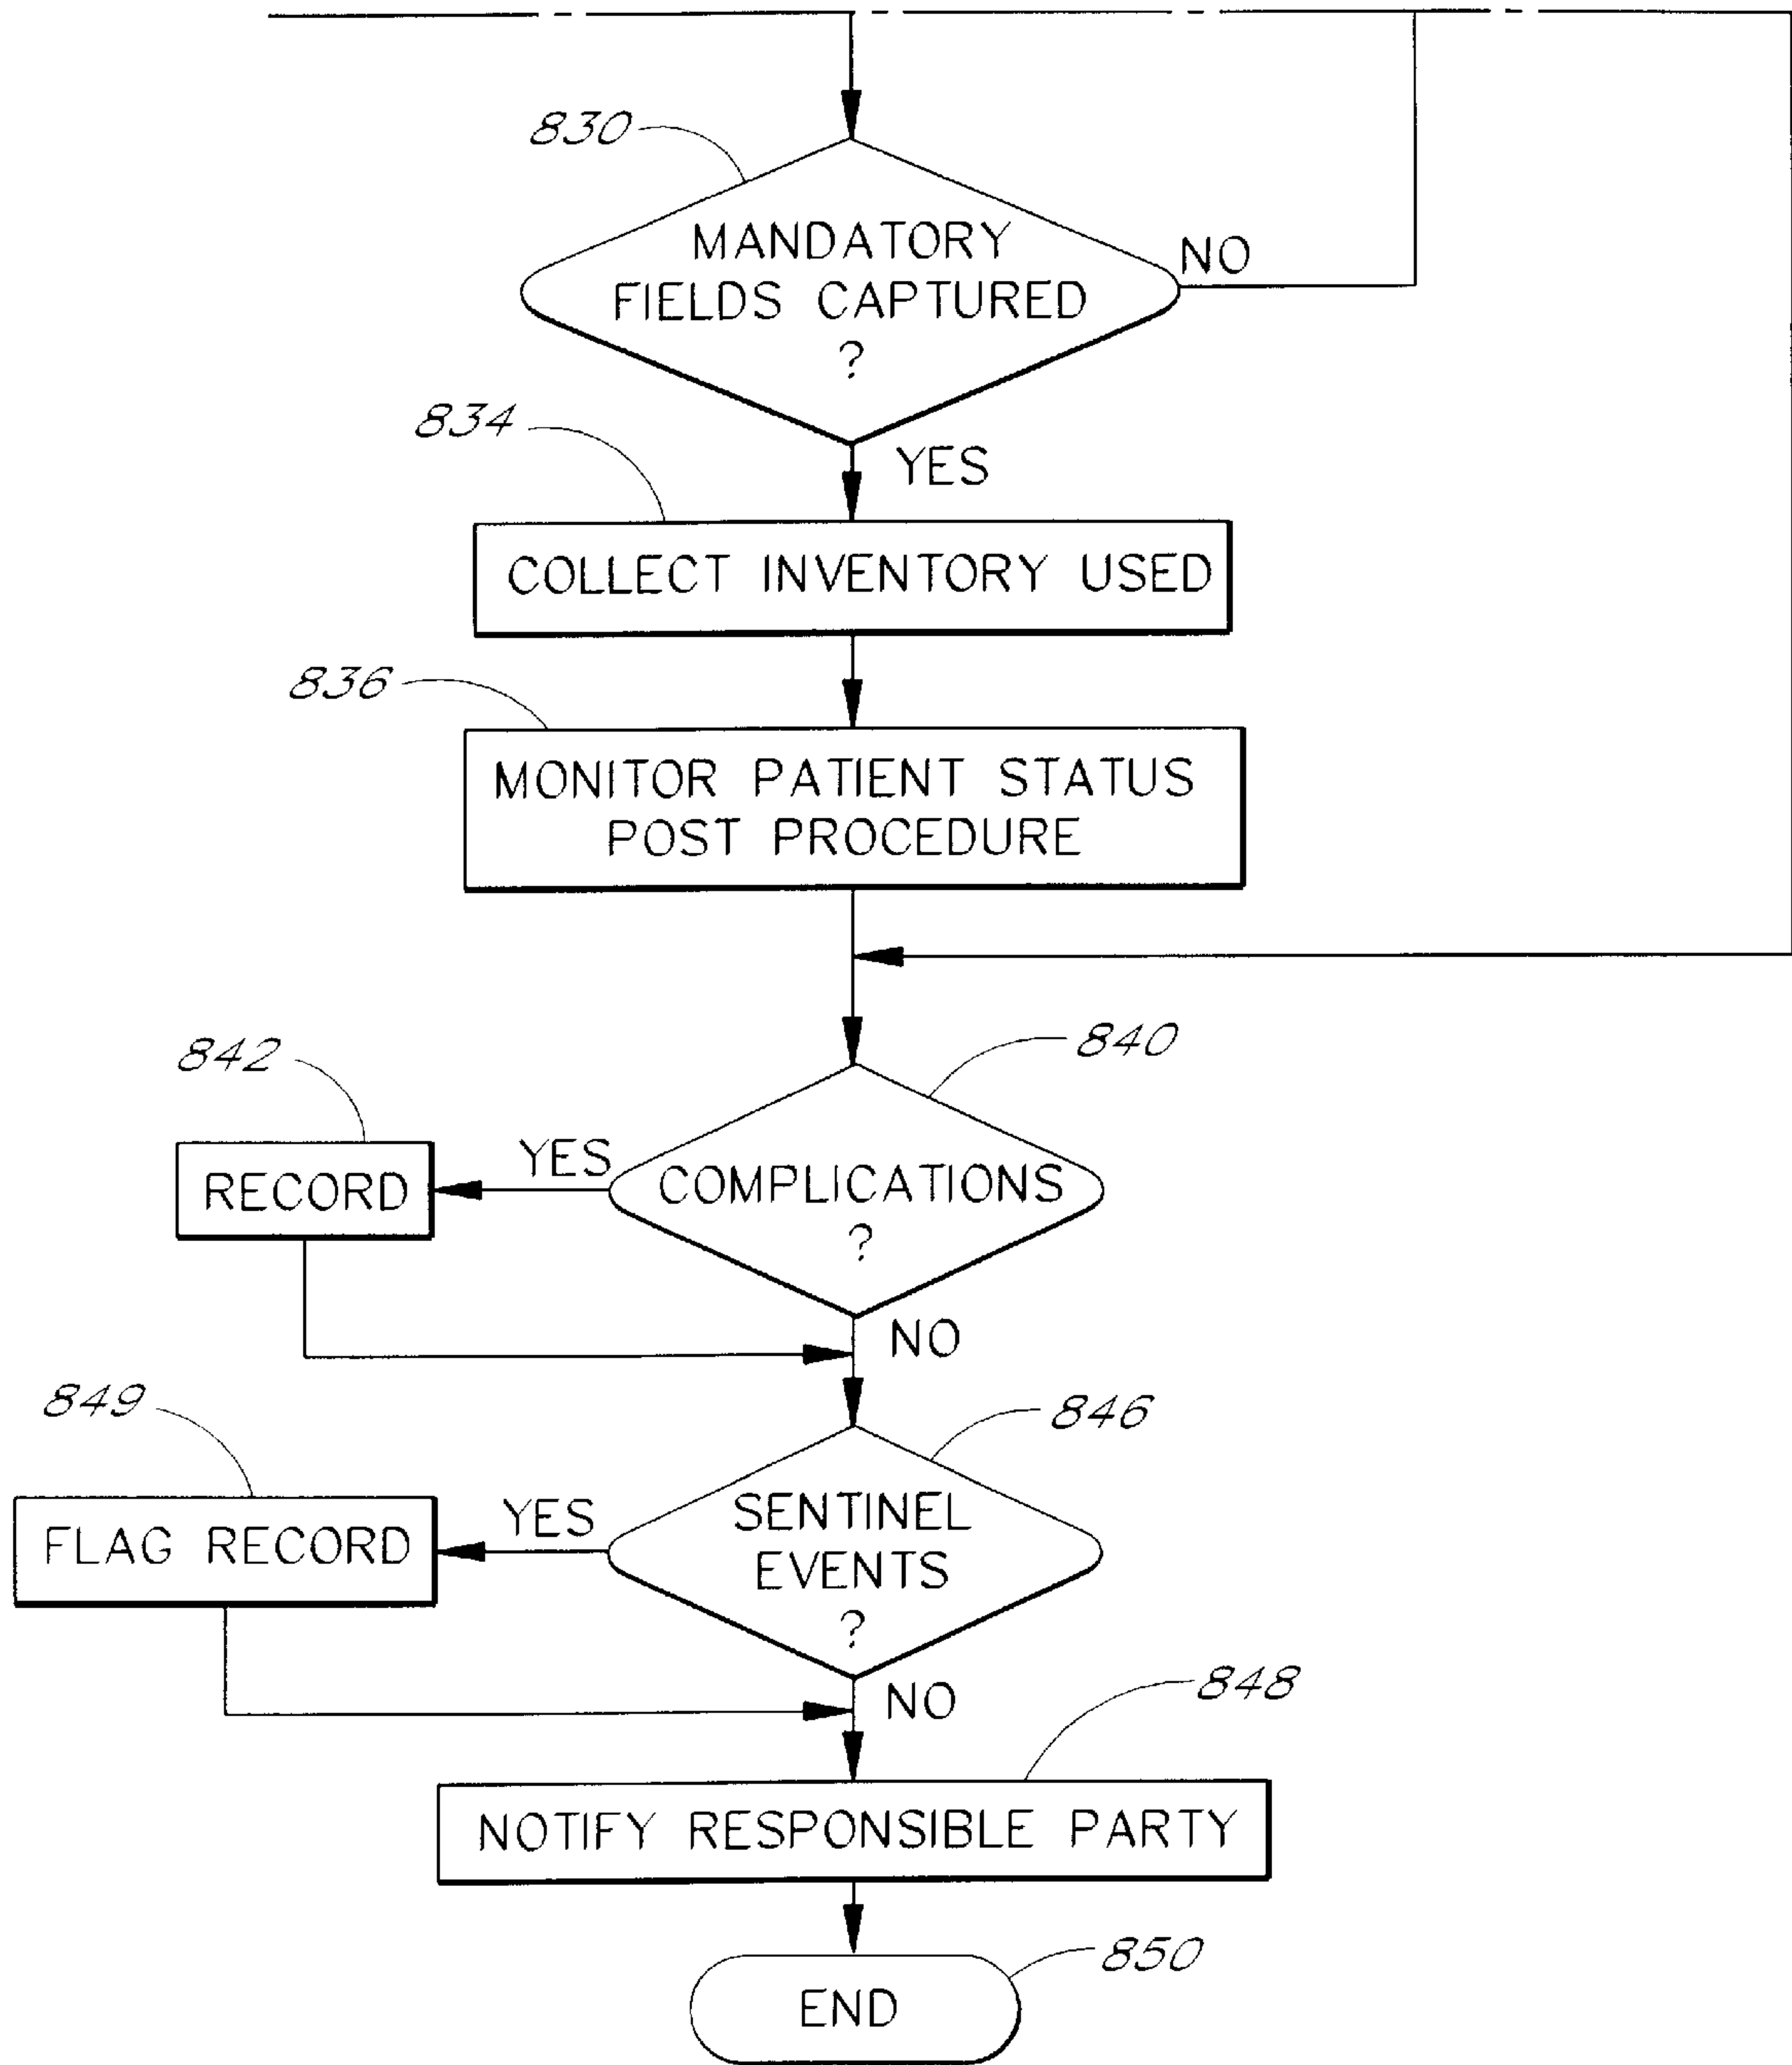 830
MANDATORY
FIELDS CAPTURED
?
NO
834
YES
COLLECT INVENTORY USED
836
MONITOR PATIENT STATUS
POST PROCEDURE
840
842
YES
RECORD
COMPLICATIONS
?
NO
849
846
YES
FLAG RECORD
SENTINEL
EVENTS
?
NO
848
NOTIFY RESPONSIBLE PARTY
850
END